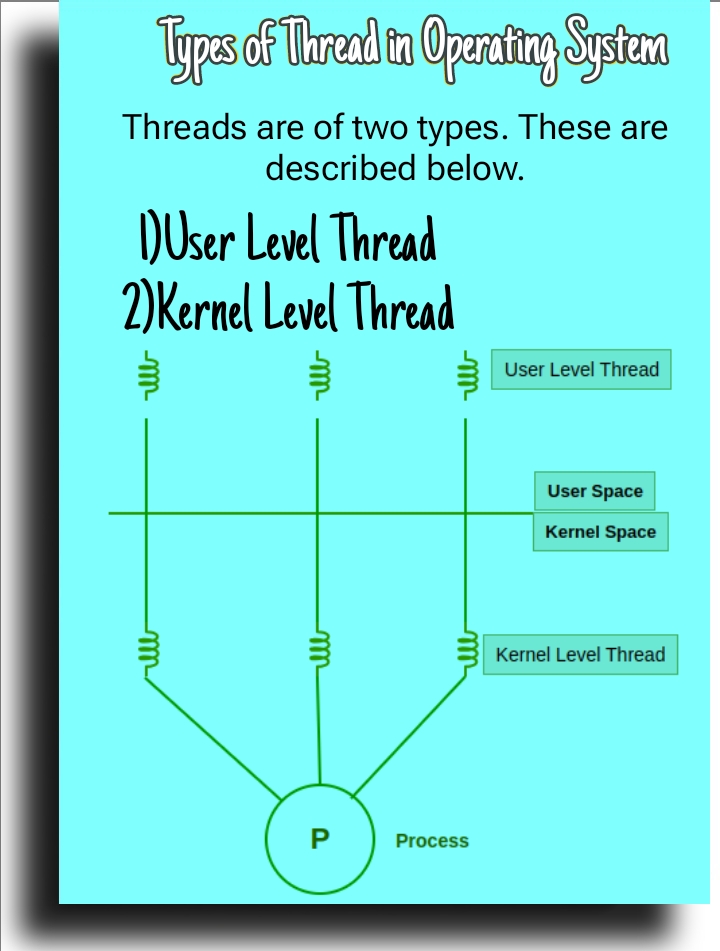 Types of Thread in Operating System
Threads are of two types. These are
described below.
1)User Level Thread
2)Kernel Level Thread
User Level Thread
User Space
Kernel Space
Kernel Level Thread
P
Process